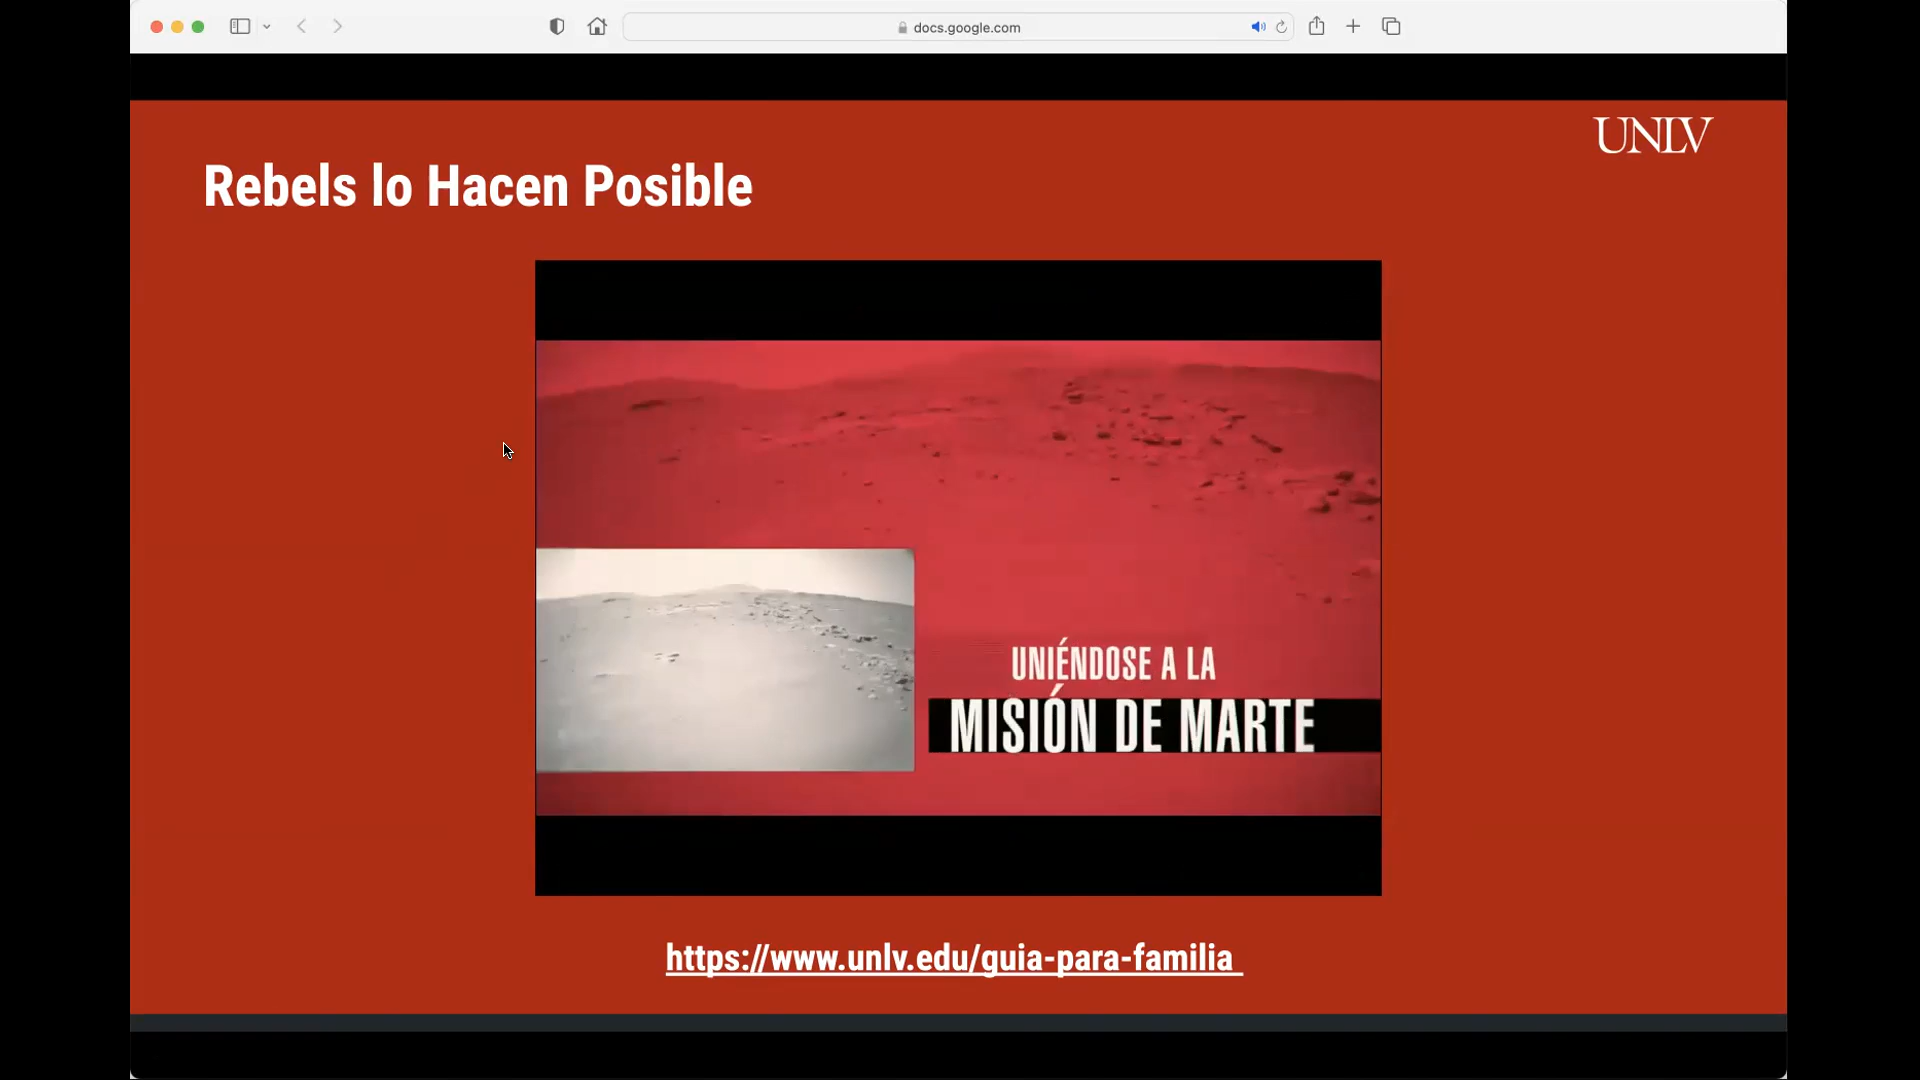 docs.google.com
UNLV
Rebels lo Hacen Posible
UNIÉNDOSE A LA
MISIÓN DE MARTE
https://www.unlv.edu/guia-para-familia